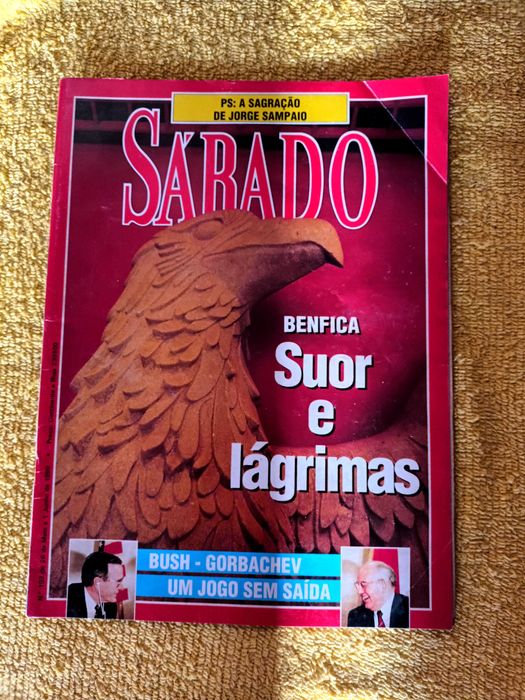 PS: A SAGRAÇÃO
DE JORGE SAMPAIO
SÁBADO
BENFICA
Suor
e
lágrimas
BUSH - GORBACHEV
UM JOGO SEM SAÍDA